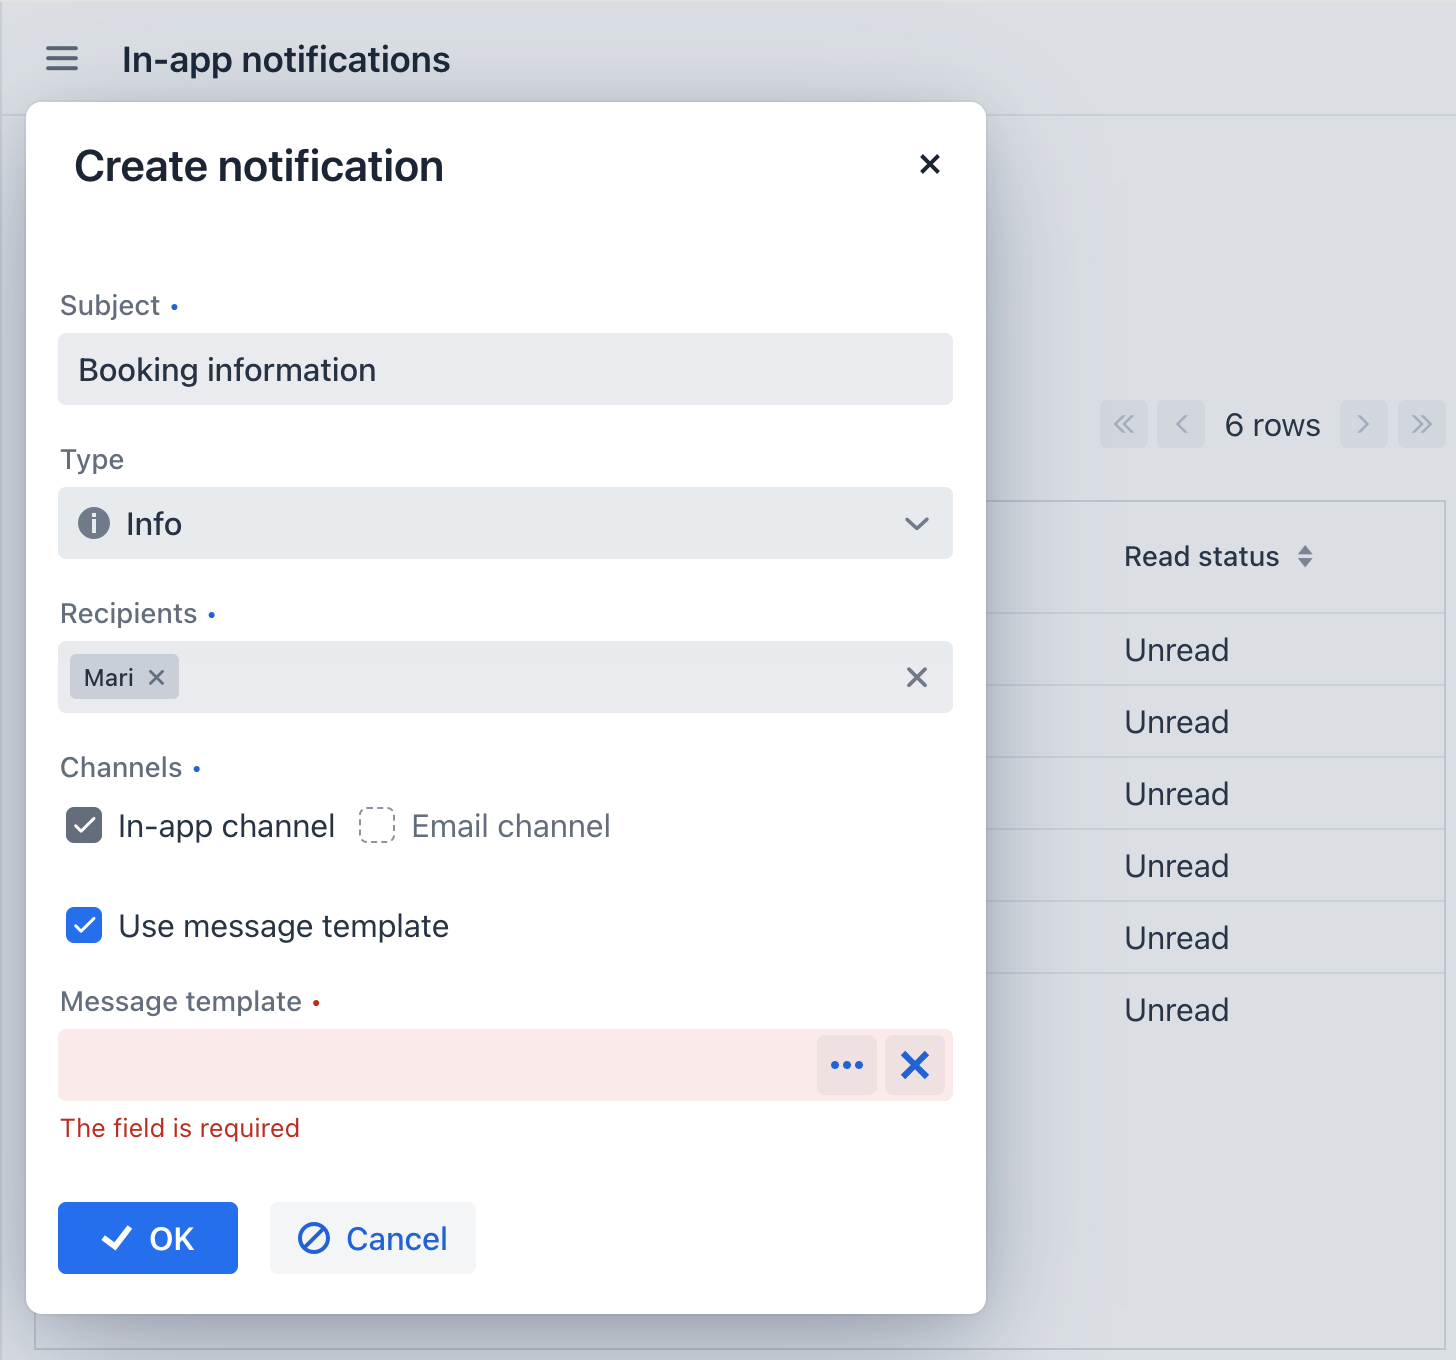 In-app notifications
Create notification
Subject •
Booking information
Type
Info
Recipients •
Mari
Channels •
In-app channel
Email channel
Use message template
Message template •
The field is required
OK
Cancel
6 rows
Read status
Unread
Unread
Unread
Unread
Unread
Unread